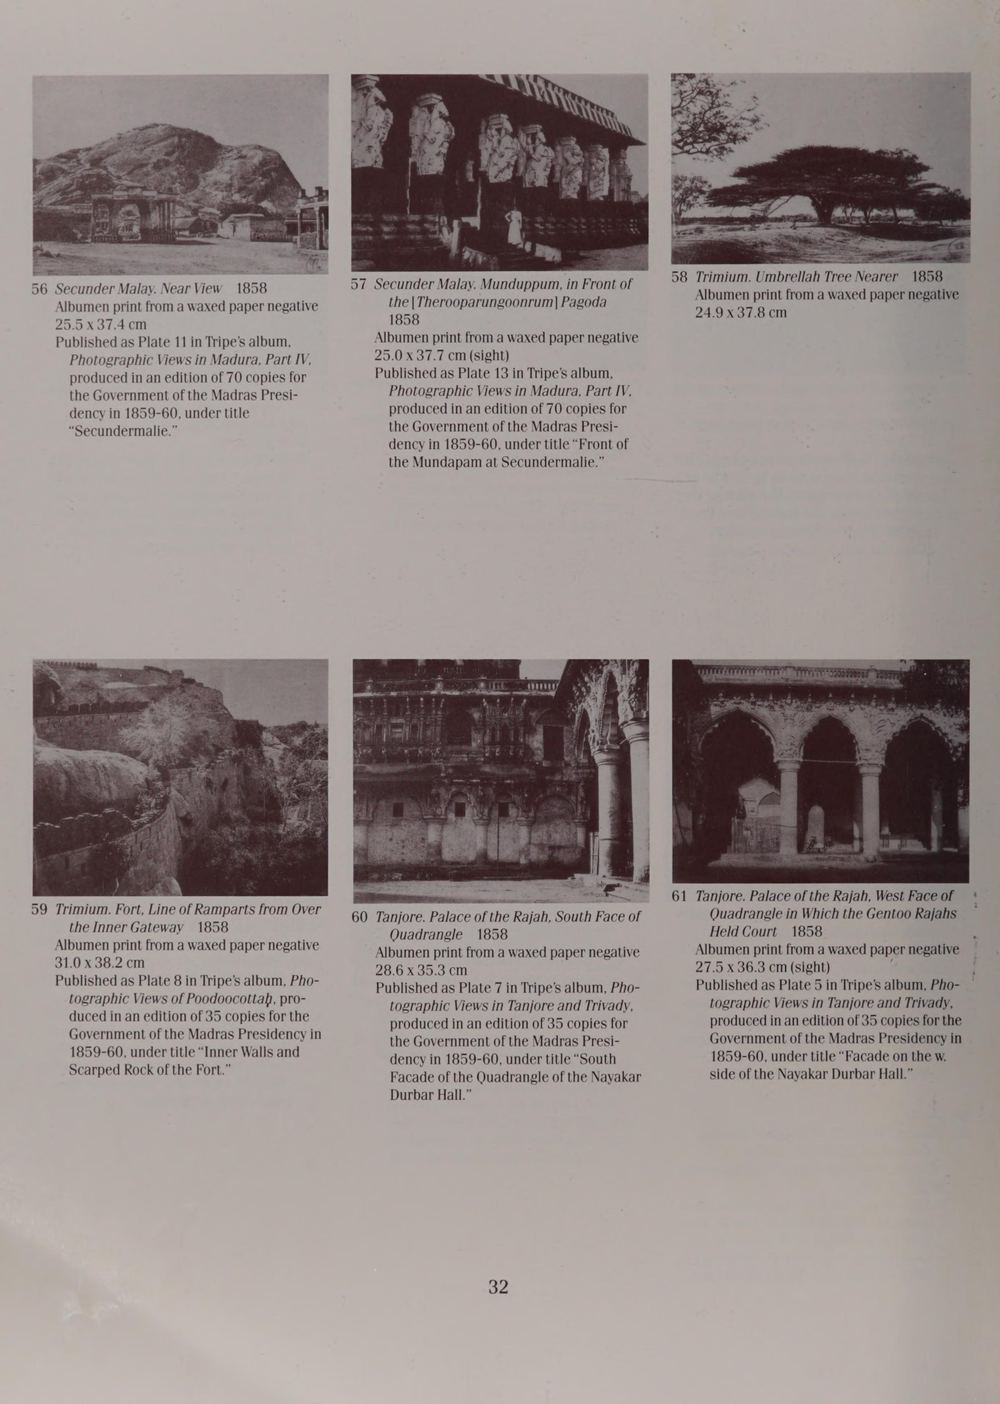 56 Secunder Malay. Near View 1858
Albumen print from a waxed paper negative
25.5 x 37.4 cm
Published as Plate 11 in Tripe's album,
Photographic Views in Madura, Part IV,
produced in an edition of 70 copies for
the Government of the Madras Presi-
dency in 1859-60, under title
"Secundermalie."
57 Secunder Malay. Munduppum, in Front of
the [Therooparungoonrum] Pagoda
1858
Albumen print from a waxed paper negative
25.0 x 37.7 cm (sight)
Published as Plate 13 in Tripe's album,
Photographic Views in Madura, Part IV,
produced in an edition of 70 copies for
the Government of the Madras Presi-
dency in 1859-60, under title "Front of
the Mundapam at Secundermalie."
58 Trimium. Umbrellah Tree Nearer 1858
Albumen print from a waxed paper negative
24.9 x 37.8 cm
59 Trimium. Fort, Line of Ramparts from Over
the Inner Gateway 1858
Albumen print from a waxed paper negative
31.0 x 38.2 cm
Published as Plate 8 in Tripe's album, Pho-
tographic Views of Poodoocottah, pro-
duced in an edition of 35 copies for the
Government of the Madras Presidency in
1859-60, under title "Inner Walls and
Scarped Rock of the Fort."
60 Tanjore. Palace of the Rajah, South Face of
Quadrangle 1858
Albumen print from a waxed paper negative
28.6 x 35.3 cm
Published as Plate 7 in Tripe's album, Pho-
tographic Views in Tanjore and Trivady,
produced in an edition of 35 copies for
the Government of the Madras Presi-
dency in 1859-60, under title "South
Facade of the Quadrangle of the Nayakar
Durbar Hall."
61 Tanjore. Palace of the Rajah, West Face of
Quadrangle in Which the Gentoo Rajahs
Held Court 1858
Albumen print from a waxed paper negative
27.5 x 36.3 cm (sight)
Published as Plate 5 in Tripe's album, Pho-
tographic Views in Tanjore and Trivady,
produced in an edition of 35 copies for the
Government of the Madras Presidency in
1859-60, under title "Facade on the w.
side of the Nayakar Durbar Hall."
32